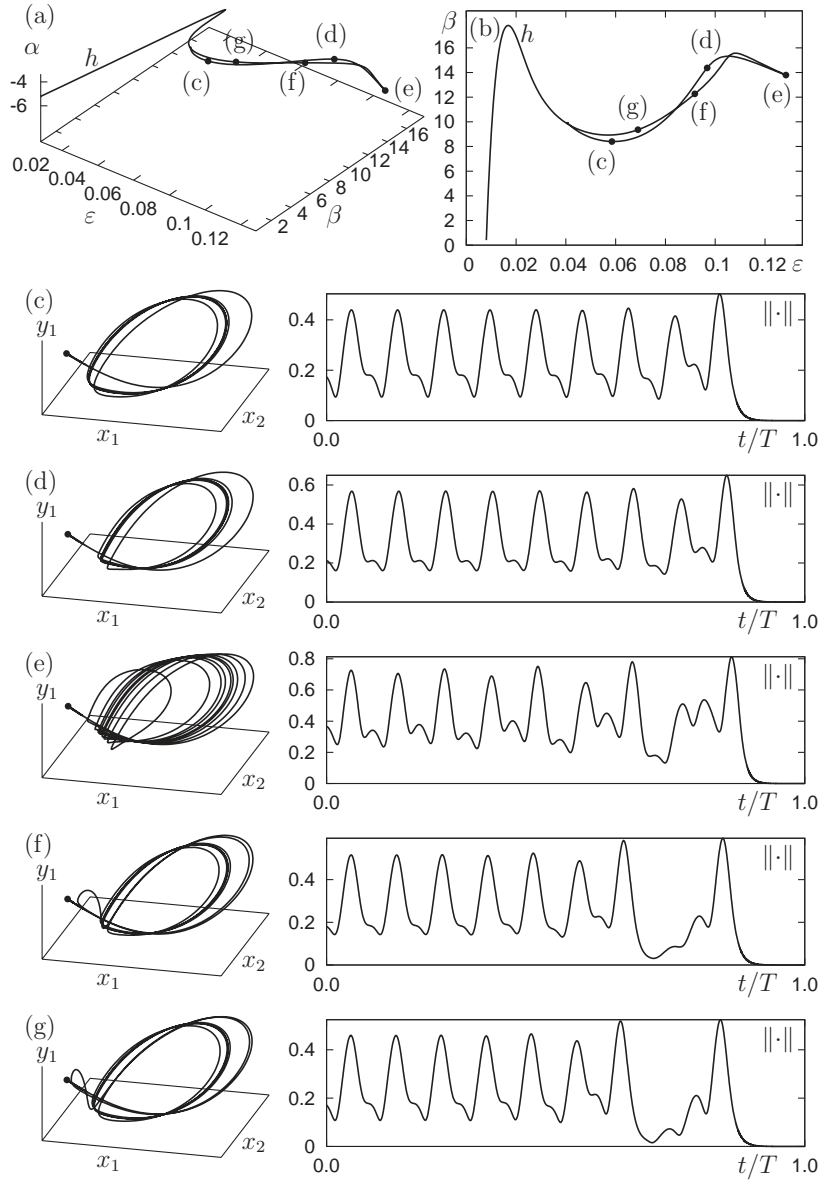 (a)
α
h
-4
-6
(c)
(g)
(f)
(d)
(e)
0.02
0.04
0.06
0.08
0.1
0.12
ε
2
4
6
8
10
12
14
16
β
(b)
β
h
16
14
12
10
8
6
4
2
0
0
0.02
0.04
0.06
0.08
0.1
0.12
ε
(c)
(g)
(d)
(f)
(e)
(c)
y₁
x₁
x₂
0.4
0.2
0
0.0
t/T
1.0
‖·‖
(d)
y₁
x₁
x₂
0.6
0.4
0.2
0
0.0
t/T
1.0
‖·‖
(e)
y₁
x₁
x₂
0.8
0.6
0.4
0.2
0
0.0
t/T
1.0
‖·‖
(f)
y₁
x₁
x₂
0.4
0.2
0
0.0
t/T
1.0
‖·‖
(g)
y₁
x₁
x₂
0.4
0.2
0
0.0
t/T
1.0
‖·‖